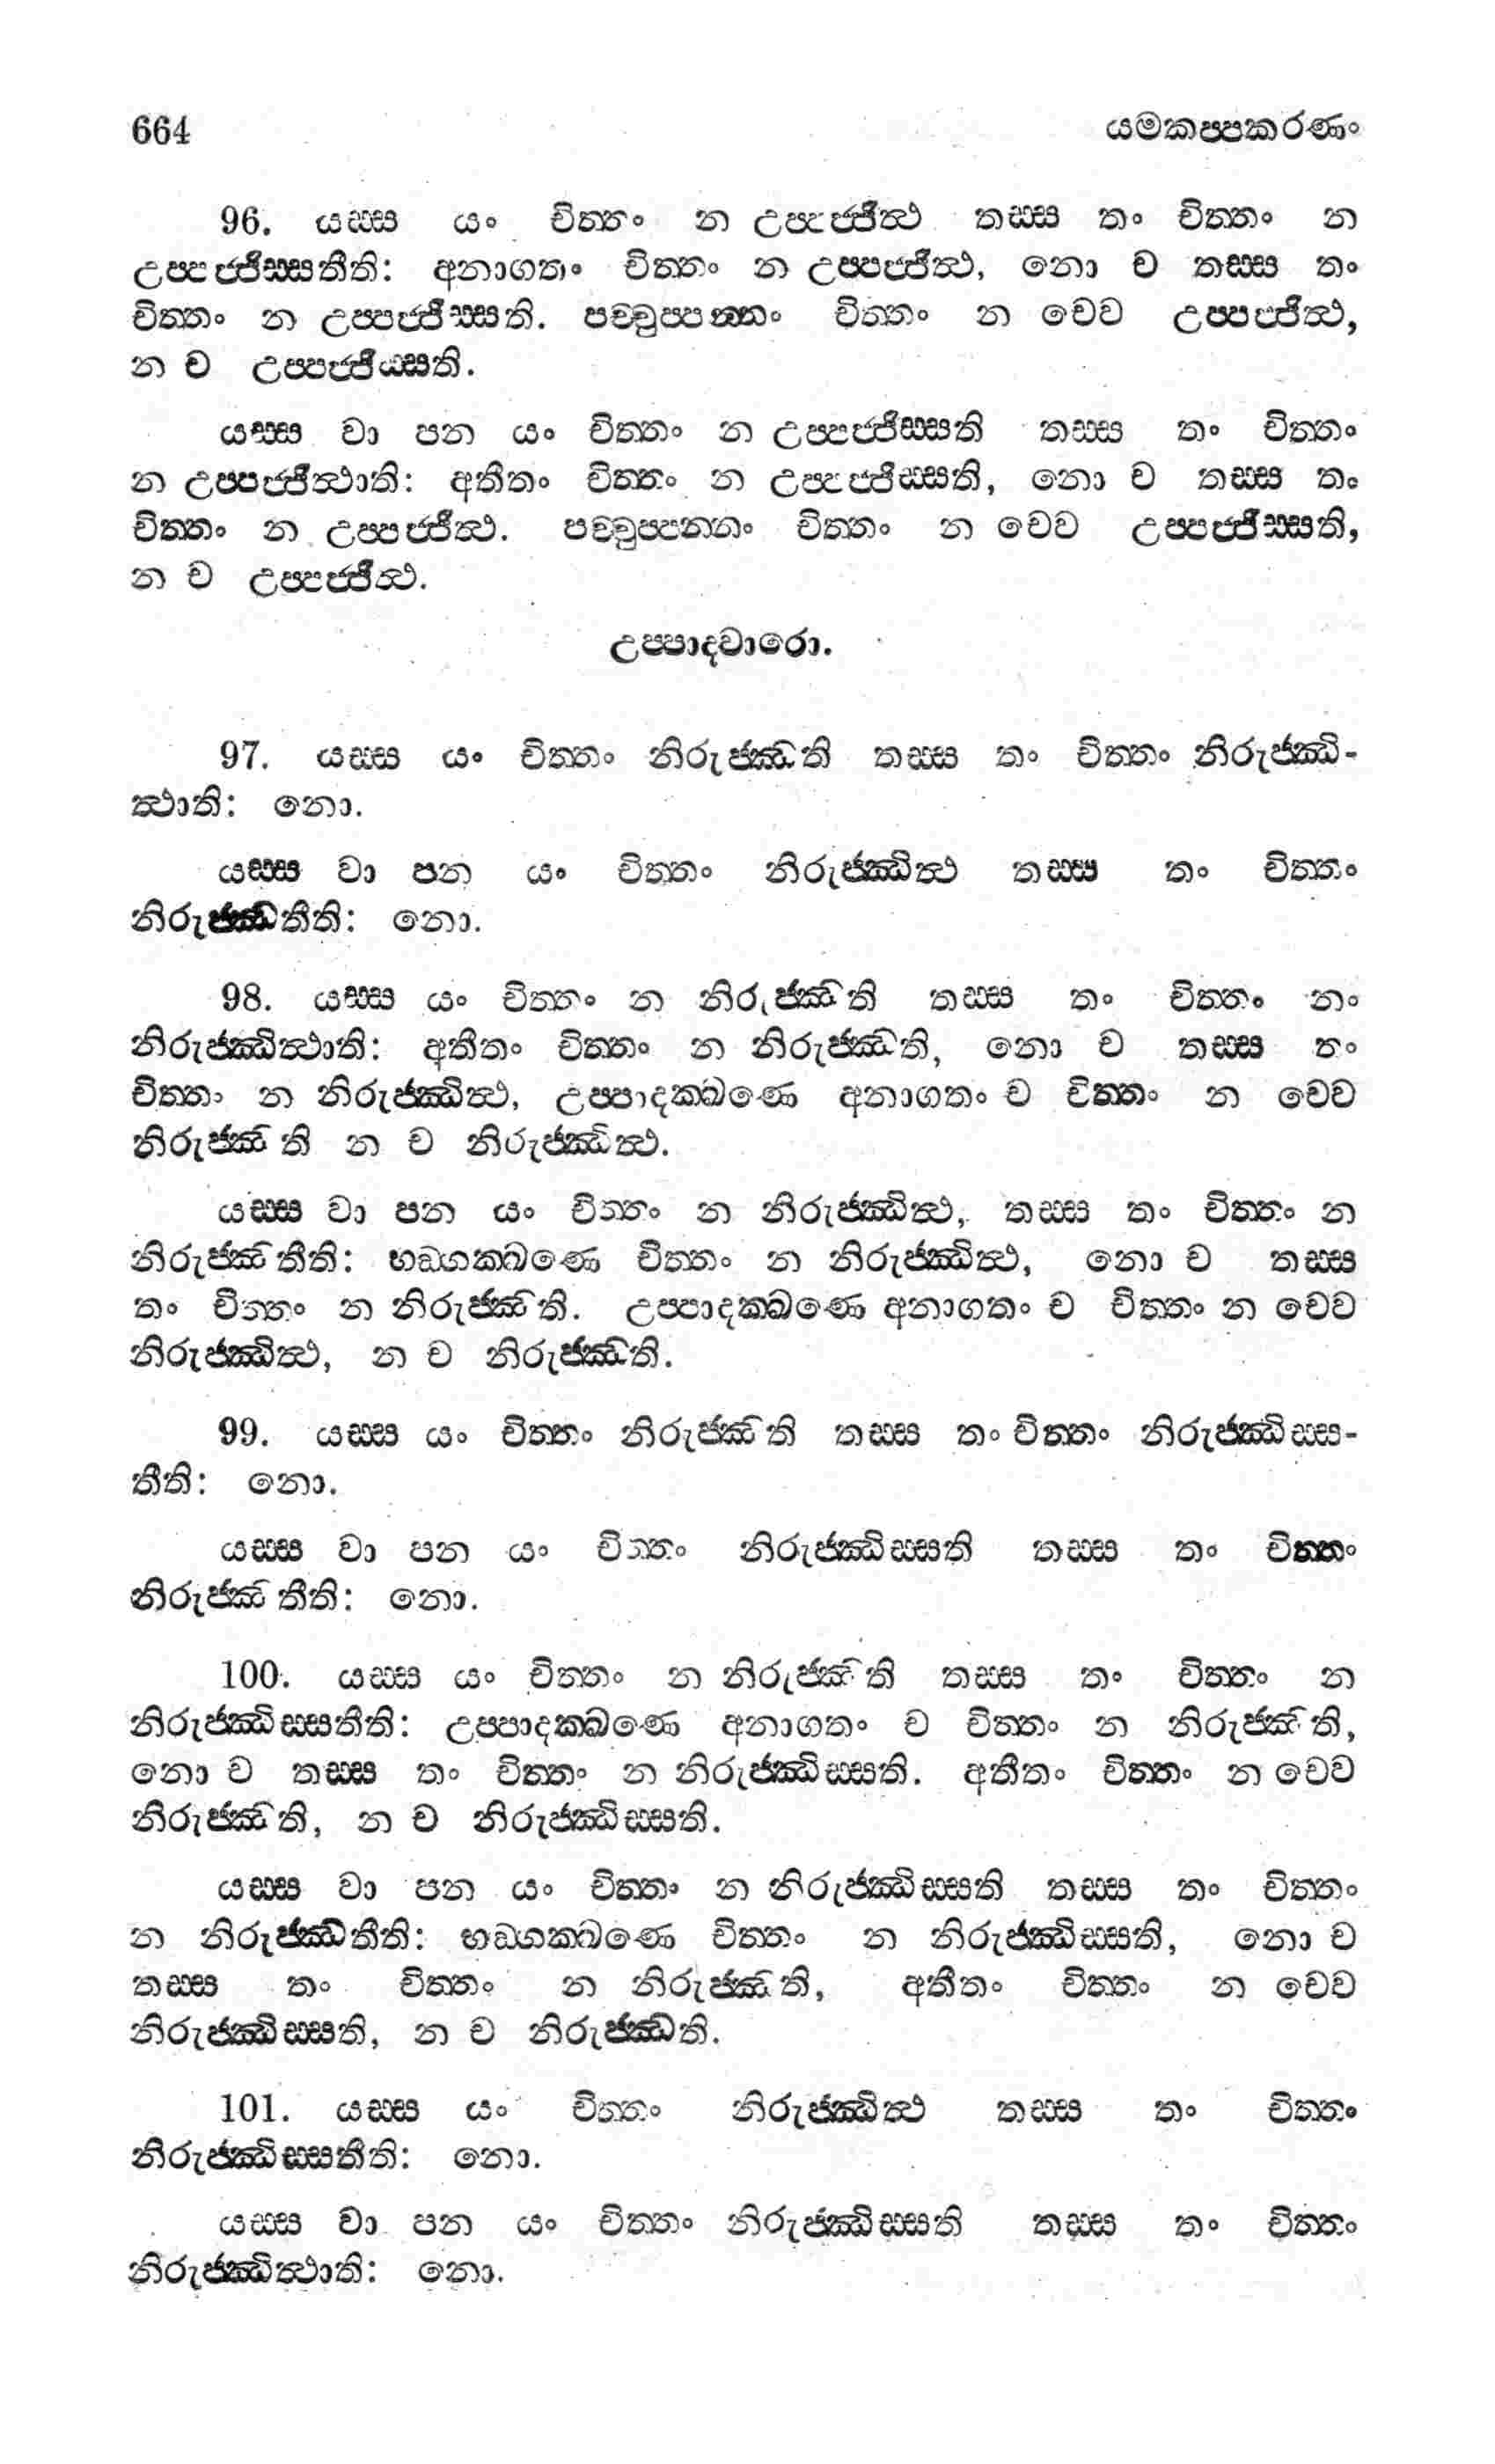 664 යමකප්පකරණං
96. යස්ස යං චිත්තං න උප්පජ්ජිත්ථ තස්ස තං චිත්තං න
උප්පජ්ජිස්සතීති: අනාගතං චිත්තං න උප්පජ්ජිත්ථ, නො ච තස්ස තං
චිත්තං න උප්පජ්ජිස්සති. පච්චුප්පන්නං චිත්තං න චෙව උප්පජ්ජිත්ථ,
න ච උප්පජ්ජිස්සති.
යස්ස වා පන යං චිත්තං න උප්පජ්ජිස්සති තස්ස තං චිත්තං
න උප්පජ්ජිත්ථාති: අතීතං චිත්තං න උප්පජ්ජිස්සති, නො ච තස්ස තං
චිත්තං න උප්පජ්ජිත්ථ. පච්චුප්පන්නං චිත්තං න චෙව උප්පජ්ජිස්සති,
න ච උප්පජ්ජිත්ථ.
උප්පාදවාරො.
97. යස්ස යං චිත්තං නිරුජ්ඣති තස්ස තං චිත්තං නිරුජ්ඣි-
ත්ථාති: නො.
යස්ස වා පන යං චිත්තං නිරුජ්ඣිත්ථ තස්ස තං චිත්තං
නිරුජ්ඣතීති: නො.
98. යස්ස යං චිත්තං න නිරුජ්ඣති තස්ස තං චිත්තං නං
නිරුජ්ඣිත්ථාති: අතීතං චිත්තං න නිරුජ්ඣති, නො ච තස්ස තං
චිත්තං න නිරුජ්ඣිත්ථ, උප්පාදක්ඛණෙ අනාගතං ච චිත්තං න චෙව
නිරුජ්ඣති න ච නිරුජ්ඣිත්ථ.
යස්ස වා පන යං චිත්තං න නිරුජ්ඣිත්ථ, තස්ස තං චිත්තං න
නිරුජ්ඣතීති: භඞ්ගක්ඛණෙ චිත්තං න නිරුජ්ඣිත්ථ, නො ච තස්ස
තං චිත්තං න නිරුජ්ඣති. උප්පාදක්ඛණෙ අනාගතං ච චිත්තං න චෙව
නිරුජ්ඣිත්ථ, න ච නිරුජ්ඣති.
99. යස්ස යං චිත්තං නිරුජ්ඣති තස්ස තං චිත්තං නිරුජ්ඣිස්ස-
තීති: නො.
යස්ස වා පන යං චිත්තං නිරුජ්ඣිස්සති තස්ස තං චිත්තං
නිරුජ්ඣතීති: නො.
100. යස්ස යං චිත්තං න නිරුජ්ඣති තස්ස තං චිත්තං න
නිරුජ්ඣිස්සතීති: උප්පාදක්ඛණෙ අනාගතං ච චිත්තං න නිරුජ්ඣති,
නො ච තස්ස තං චිත්තං න නිරුජ්ඣිස්සති. අතීතං චිත්තං න චෙව
නිරුජ්ඣති, න ච නිරුජ්ඣිස්සති.
යස්ස වා පන යං චිත්තං න නිරුජ්ඣිස්සති තස්ස තං චිත්තං
න නිරුජ්ඣතීති: භඞ්ගක්ඛණෙ චිත්තං න නිරුජ්ඣිස්සති, නො ච
තස්ස තං චිත්තං න නිරුජ්ඣති, අතීතං චිත්තං න චෙව
නිරුජ්ඣිස්සති, න ච නිරුජ්ඣති.
101. යස්ස යං චිත්තං නිරුජ්ඣිත්ථ තස්ස තං චිත්තං
නිරුජ්ඣිස්සතීති: නො.
යස්ස වා පන යං චිත්තං නිරුජ්ඣිස්සති තස්ස තං චිත්තං
නිරුජ්ඣිත්ථාති: නො.